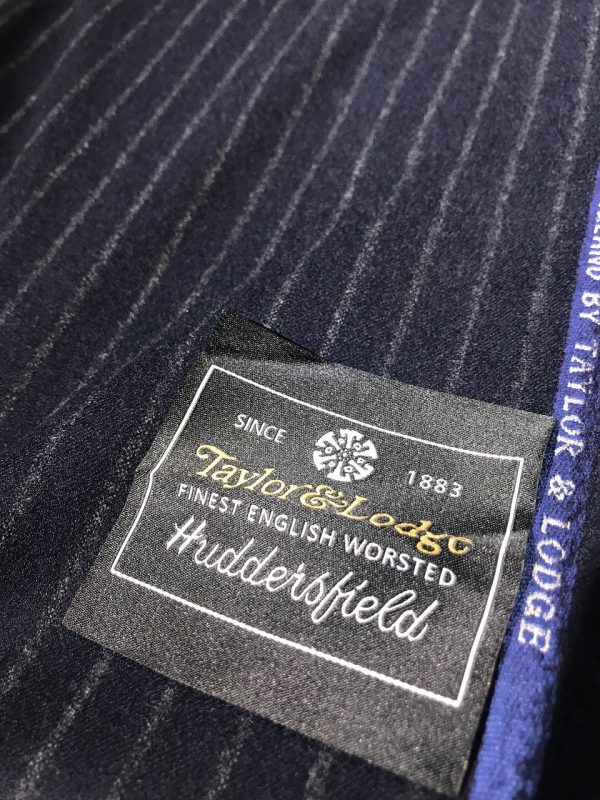 SINCE 1883
Taylor & Lodge
FINEST ENGLISH WORSTED
Huddersfield
BY TAYLOR & LODGE